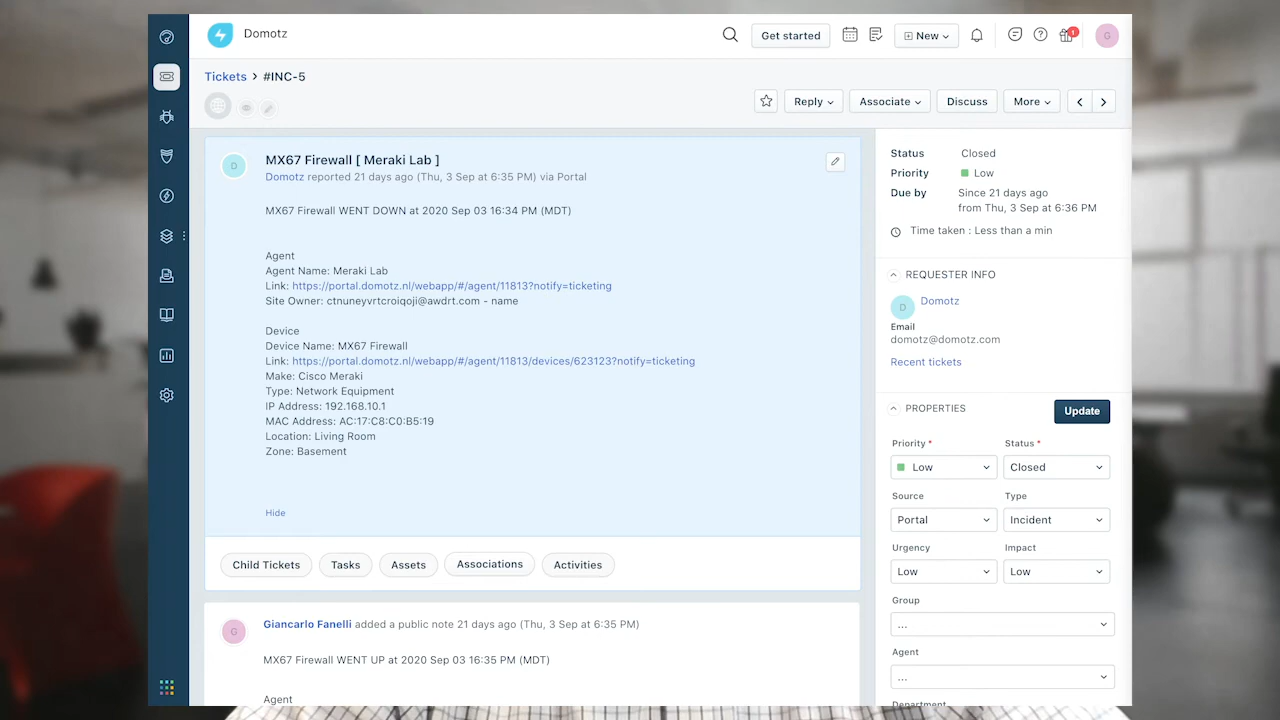 Domotz
Get started
New
1
G
Tickets > #INC-5
Reply
Associate
Discuss
More
D
MX67 Firewall [ Meraki Lab ]
Domotz reported 21 days ago (Thu, 3 Sep at 6:35 PM) via Portal
MX67 Firewall WENT DOWN at 2020 Sep 03 16:34 PM (MDT)
Agent
Agent Name: Meraki Lab
Link: https://portal.domotz.nl/webapp/#/agent/11813?notify=ticketing
Site Owner: ctnuneyvrtcroiqoji@awdrt.com - name
Device
Device Name: MX67 Firewall
Link: https://portal.domotz.nl/webapp/#/agent/11813/devices/623123?notify=ticketing
Make: Cisco Meraki
Type: Network Equipment
IP Address: 192.168.10.1
MAC Address: AC:17:C8:C0:B5:19
Location: Living Room
Zone: Basement
Hide
Child Tickets
Tasks
Assets
Associations
Activities
G
Giancarlo Fanelli added a public note 21 days ago (Thu, 3 Sep at 6:35 PM)
MX67 Firewall WENT UP at 2020 Sep 03 16:35 PM (MDT)
Agent
Status Closed
Priority Low
Due by Since 21 days ago
from Thu, 3 Sep at 6:36 PM
Time taken : Less than a min
REQUESTER INFO
D
Domotz
Email
domotz@domotz.com
Recent tickets
PROPERTIES
Update
Priority * Status *
Low Closed
Source Type
Portal Incident
Urgency Impact
Low Low
Group
...
Agent
...
Department